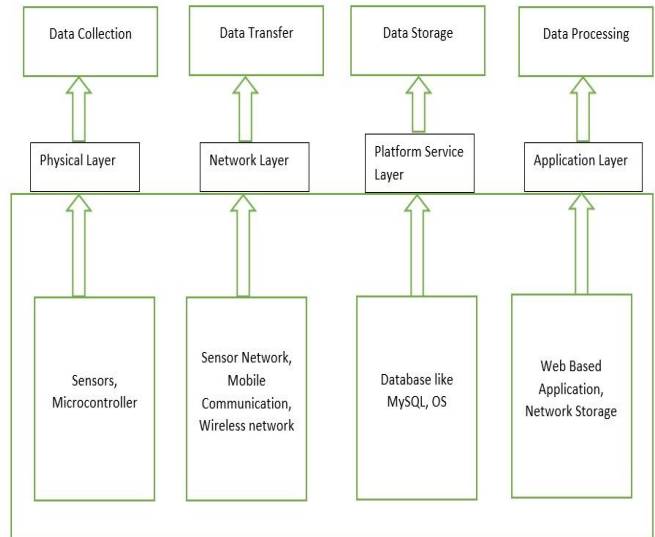 Data Collection
Data Transfer
Data Storage
Data Processing
Physical Layer
Network Layer
Platform Service
Layer
Application Layer
Sensors,
Microcontroller
Sensor Network,
Mobile
Communication,
Wireless network
Database like
MySQL, OS
Web Based
Application,
Network Storage